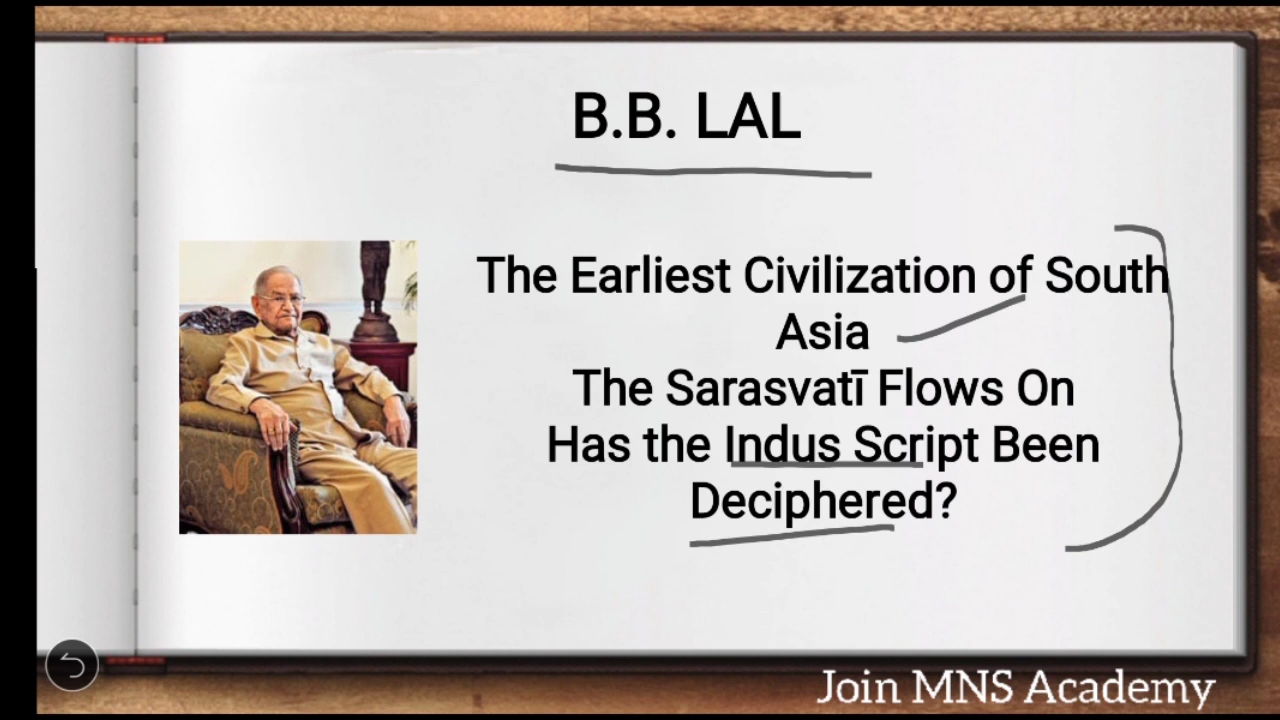 B.B. LAL
The Earliest Civilization of South
Asia
The Sarasvatī Flows On
Has the Indus Script Been
Deciphered?
Join MNS Academy